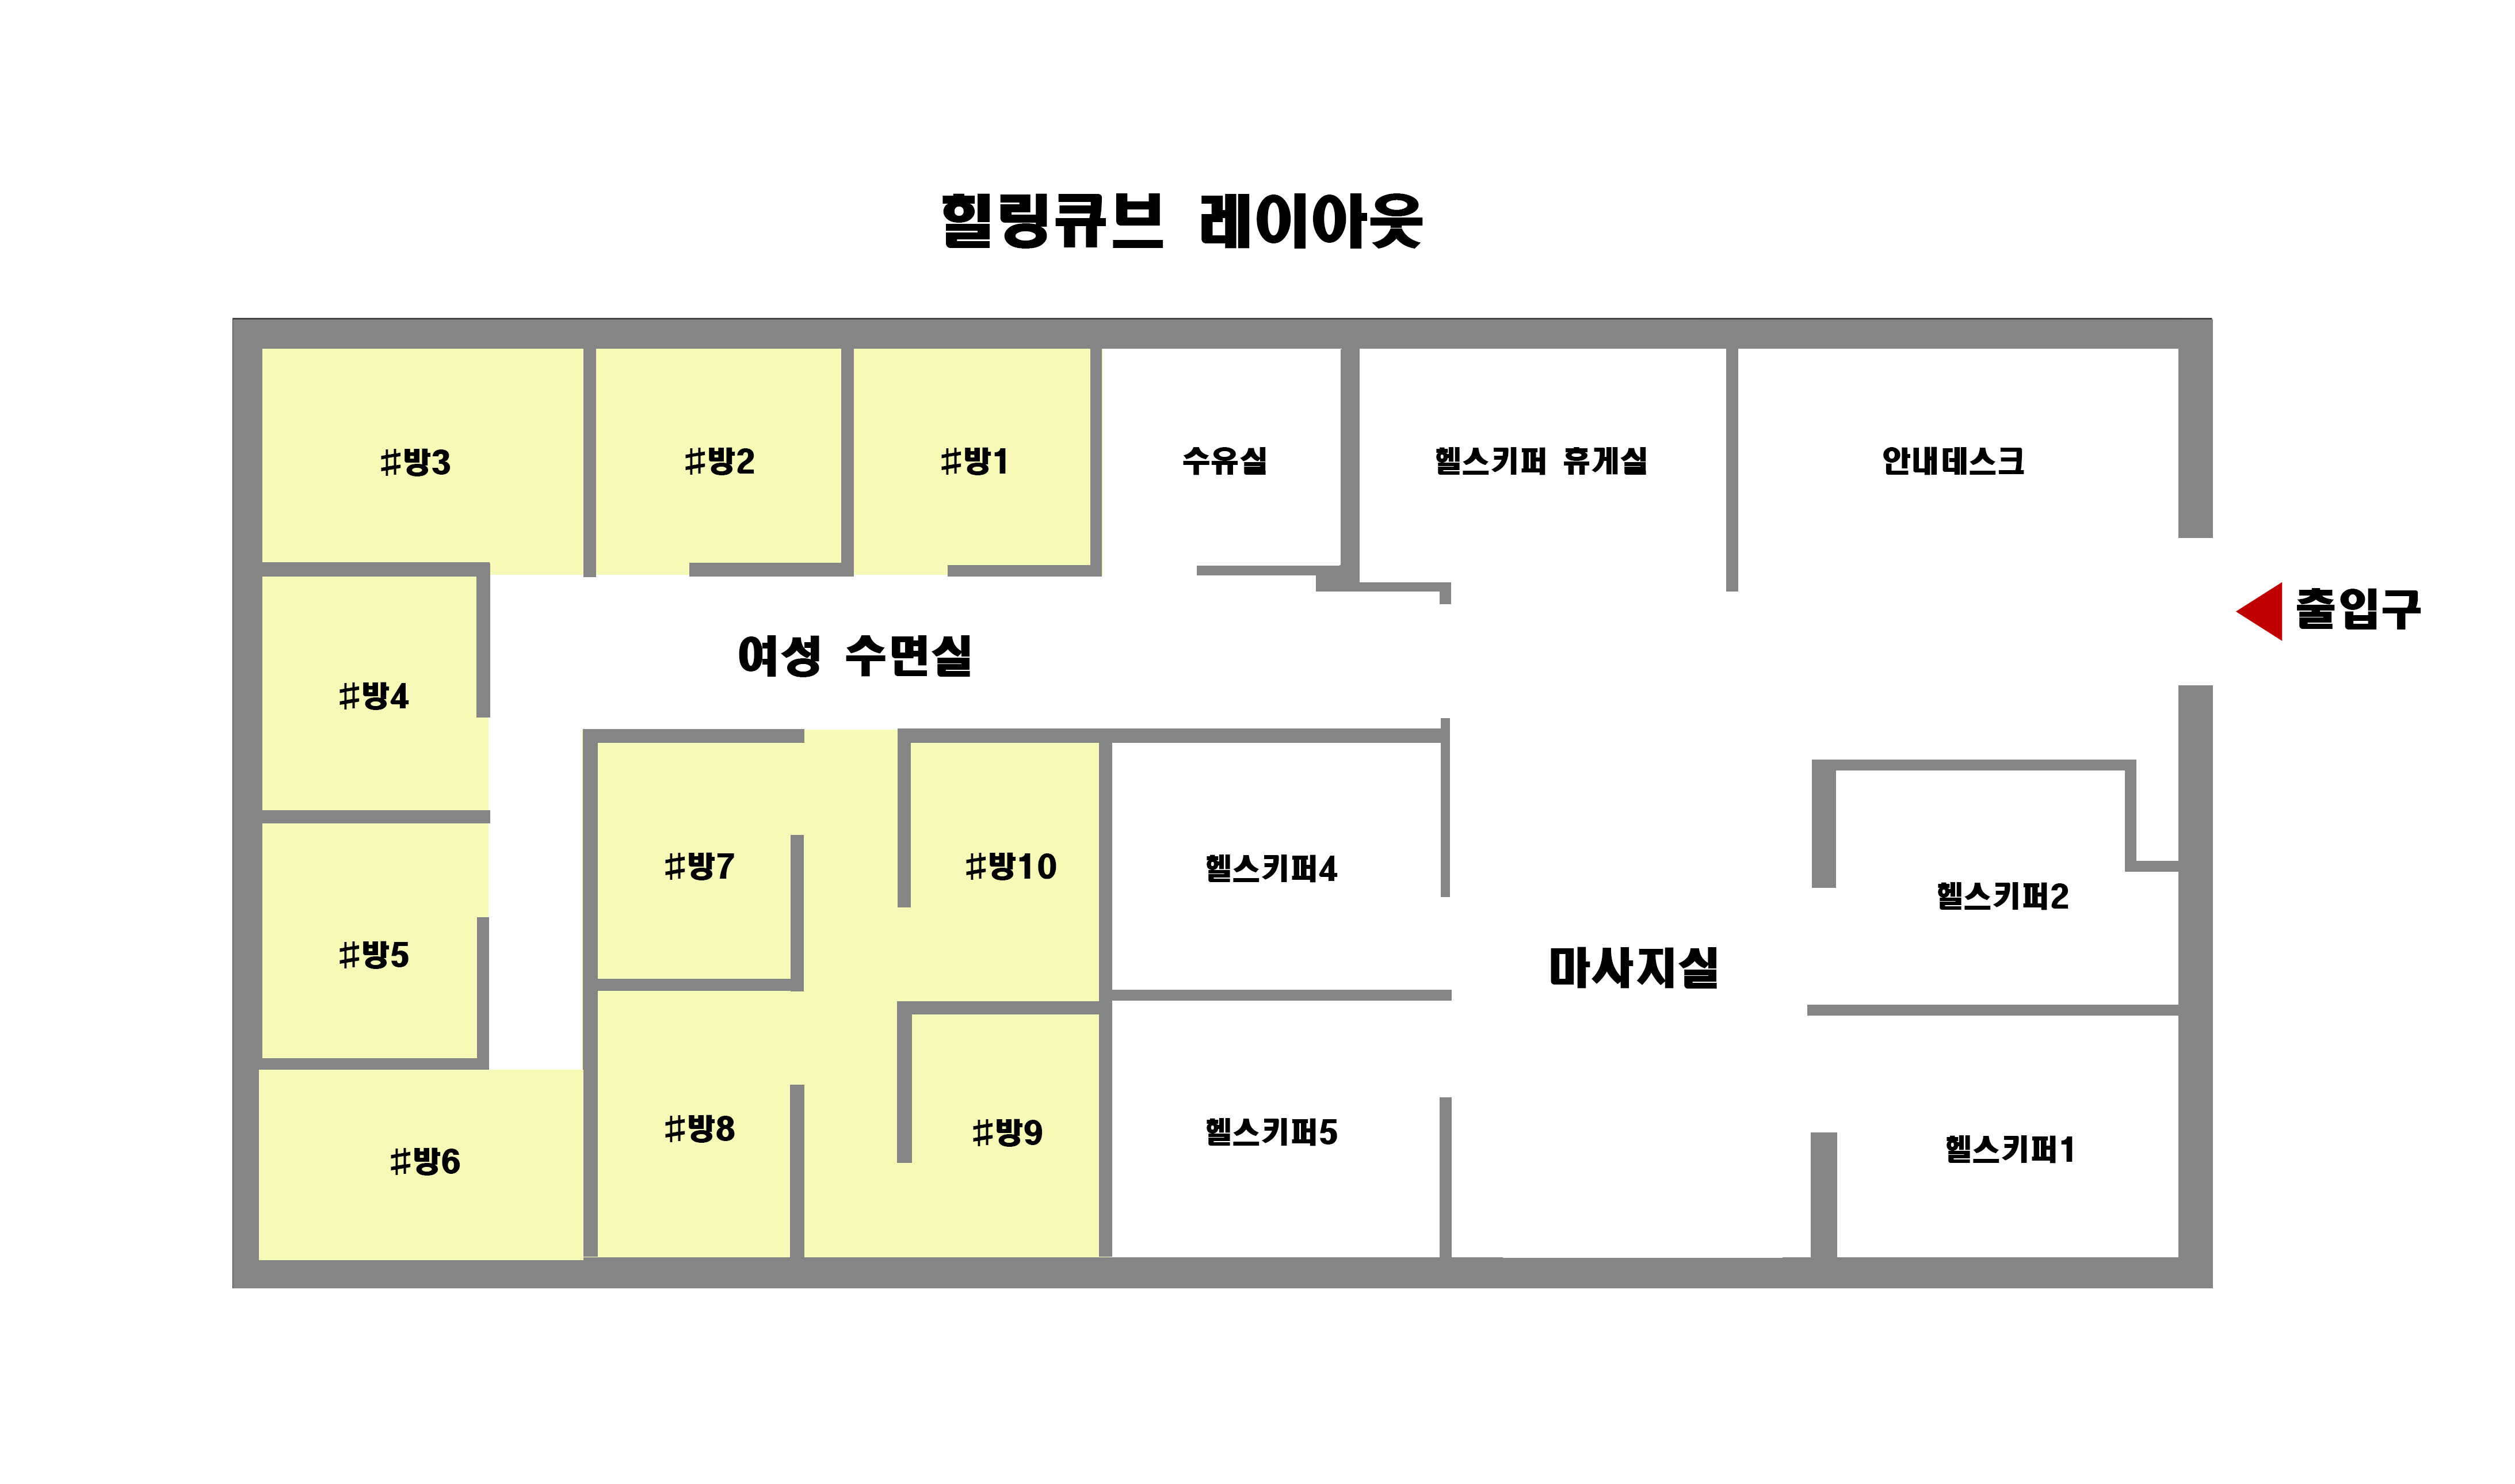 힐링큐브 레이아웃
#방3
#방2
#방1
수유실
헬스키퍼 휴게실
안내데스크
출입구
여성 수면실
#방4
#방7
#방10
헬스키퍼4
헬스키퍼2
#방5
마사지실
#방6
#방8
#방9
헬스키퍼5
헬스키퍼1